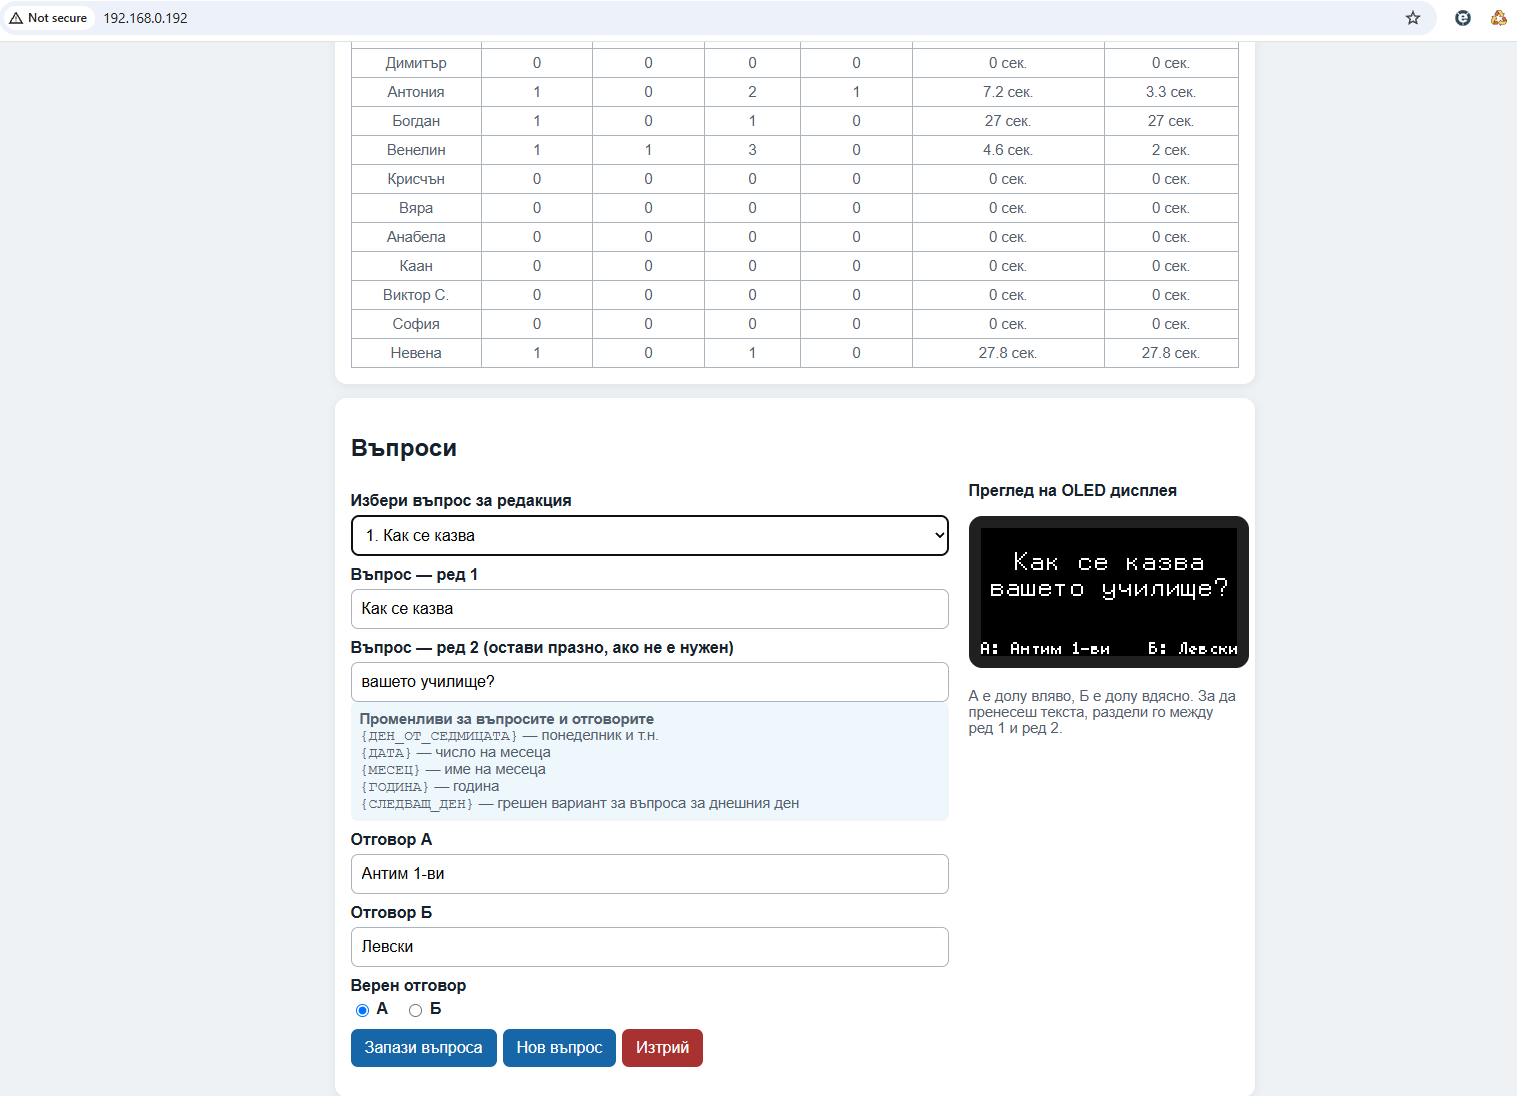 Not secure 192.168.0.192
Димитър 0 0 0 0 0 сек. 0 сек.
Антония 1 0 2 1 7.2 сек. 3.3 сек.
Богдан 1 0 1 0 27 сек. 27 сек.
Венелин 1 1 3 0 4.6 сек. 2 сек.
Крисчън 0 0 0 0 0 сек. 0 сек.
Вяра 0 0 0 0 0 сек. 0 сек.
Анабела 0 0 0 0 0 сек. 0 сек.
Каан 0 0 0 0 0 сек. 0 сек.
Виктор С. 0 0 0 0 0 сек. 0 сек.
София 0 0 0 0 0 сек. 0 сек.
Невена 1 0 1 0 27.8 сек. 27.8 сек.
Въпроси
Избери въпрос за редакция
1. Как се казва
Въпрос — ред 1
Как се казва
Въпрос — ред 2 (остави празно, ако не е нужен)
вашето училище?
Променливи за въпросите и отговорите
{ДЕН_ОТ_СЕДМИЦАТА} — понеделник и т.н.
{ДАТА} — число на месеца
{МЕСЕЦ} — име на месеца
{ГОДИНА} — година
{СЛЕДВАЩ_ДЕН} — грешен вариант за въпроса за днешния ден
Отговор А
Антим 1-ви
Отговор Б
Левски
Верен отговор
А Б
Запази въпроса Нов въпрос Изтрий
Преглед на OLED дисплея
Как се казва
вашето училище?
А: Антим 1-ви Б: Левски
А е долу вляво, Б е долу вдясно. За да
пренесеш текста, раздели го между
ред 1 и ред 2.